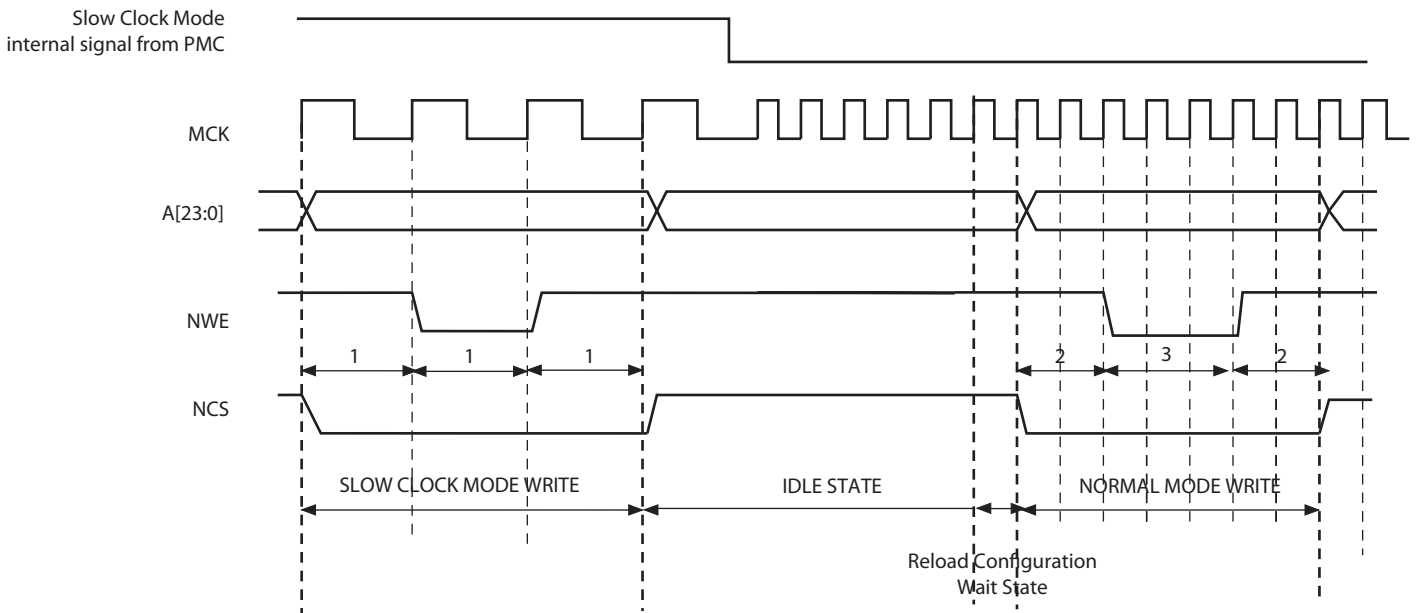 Slow Clock Mode
internal signal from PMC
MCK
A[23:0]
NWE
1 1 1 2 3 2
NCS
SLOW CLOCK MODE WRITE IDLE STATE NORMAL MODE WRITE
Reload Configuration
Wait State